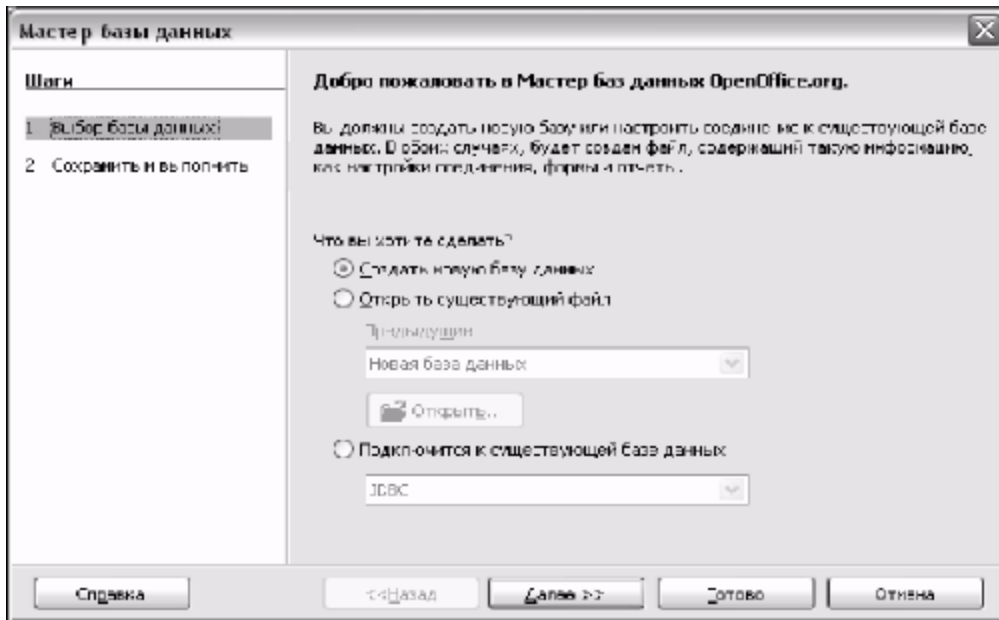 Мастер базы данных
Шаги
1 Выбор базы данных
2 Сохранить и выполнить
Добро пожаловать в Мастер баз данных OpenOffice.org.
Вы должны создать новую базу или настроить соединение к существующей базе
данных. В обоих случаях, будет создан файл, содержащий такую информацию,
как настройки соединения, формы и отчеты.
Что вы хотите сделать?
Создать новую базу данных
Открыть существующий файл
Предыдущии
Новая база данных
Открыть...
Подключится к существующей базе данных
JDBC
Справка
<<Назад
Далее >>
Готово
Отмена